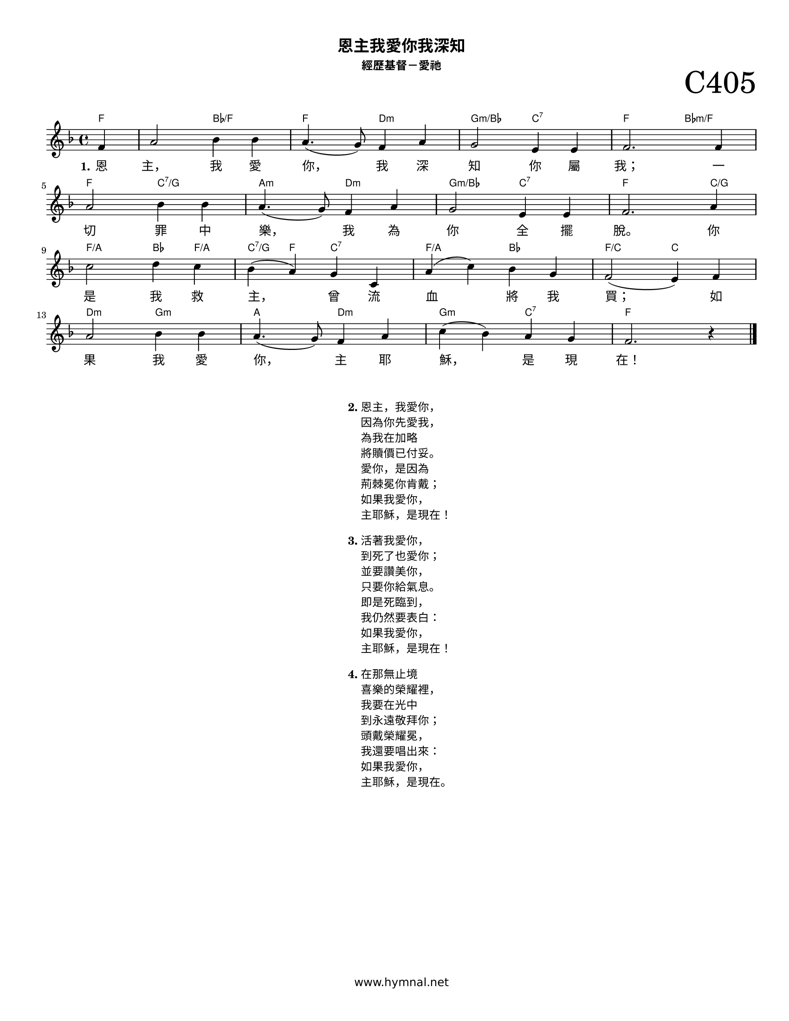 恩主我愛你我深知
經歷基督－愛祂
C405
F B♭/F F Dm Gm/B♭ C7 F B♭m/F
1. 恩 主， 我 愛 你， 我 深 知 你 屬 我； 一
5 F C7/G Am Dm Gm/B♭ C7 F C/G
切 罪 中 樂， 我 為 你 全 擺 脫。 你
9 F/A B♭ F/A C7/G F C7 F/A B♭ F/C C
是 我 救 主， 曾 流 血 將 我 買； 如
13 Dm Gm A Dm Gm C7 F
果 我 愛 你， 主 耶 穌， 是 現 在！
2. 恩主，我愛你，
因為你先愛我，
為我在加略
將贖價已付妥。
愛你，是因為
荊棘冕你肯戴；
如果我愛你，
主耶穌，是現在！
3. 活著我愛你，
到死了也愛你；
並要讚美你，
只要你給氣息。
即是死臨到，
我仍然要表白：
如果我愛你，
主耶穌，是現在！
4. 在那無止境
喜樂的榮耀裡，
我要在光中
到永遠敬拜你；
頭戴榮耀冕，
我還要唱出來：
如果我愛你，
主耶穌，是現在。
www.hymnal.net